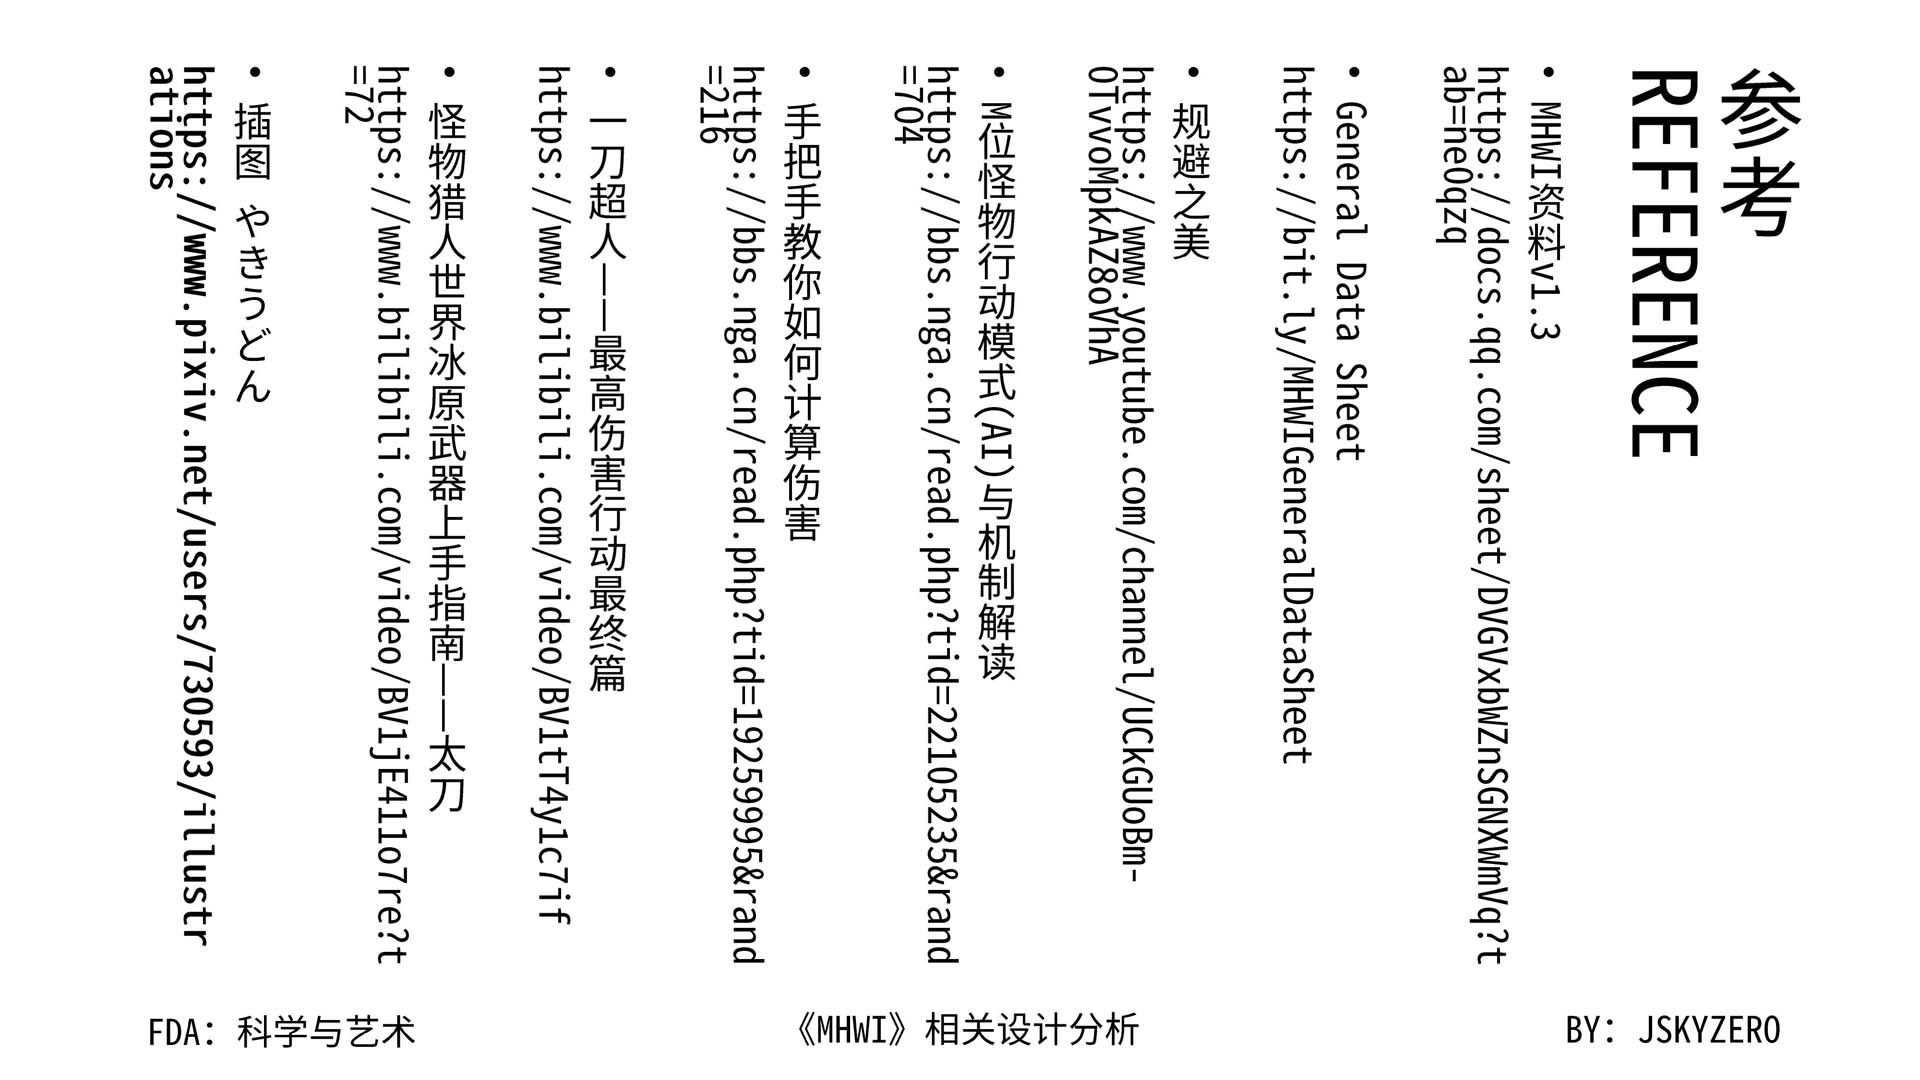 参考
REFERENCE
• MHWI资料v1.3
https://docs.qq.com/sheet/DVGVxbWZnSGNXWmVq?t
ab=ne0qzq
• General Data Sheet
https://bit.ly/MHWIGeneralDataSheet
• 规避之美
https://www.youtube.com/channel/UCkGUoBm-
OTvvoMpkAZ8oVhA
• M位怪物行动模式(AI)与机制解读
https://bbs.nga.cn/read.php?tid=22105235&rand
=704
• 手把手教你如何计算伤害
https://bbs.nga.cn/read.php?tid=19259995&rand
=216
• 一刀超人——最高伤害行动最终篇
https://www.bilibili.com/video/BV1tT4y1c7if
• 怪物猎人世界冰原武器上手指南——太刀
https://www.bilibili.com/video/BV1jE411o7re?t
=72
• 插图 やきうどん
https://www.pixiv.net/users/730593/illustr
ations
FDA: 科学与艺术
《MHWI》相关设计分析
BY: JSKYZERO